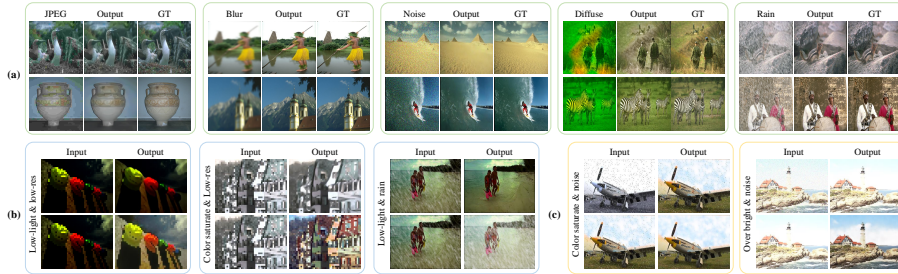 JPEG Output GT
Blur Output GT
Noise Output GT
Diffuse Output GT
Rain Output GT
(a)
Input Output
Input Output
Input Output
Input Output
Input Output
(b)
Low-light & low-res
Color saturate & Low-res
Low-light & rain
(c)
Color saturate & noise
Over bright & noise